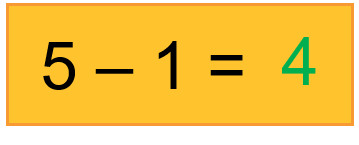 5 – 1 = 4